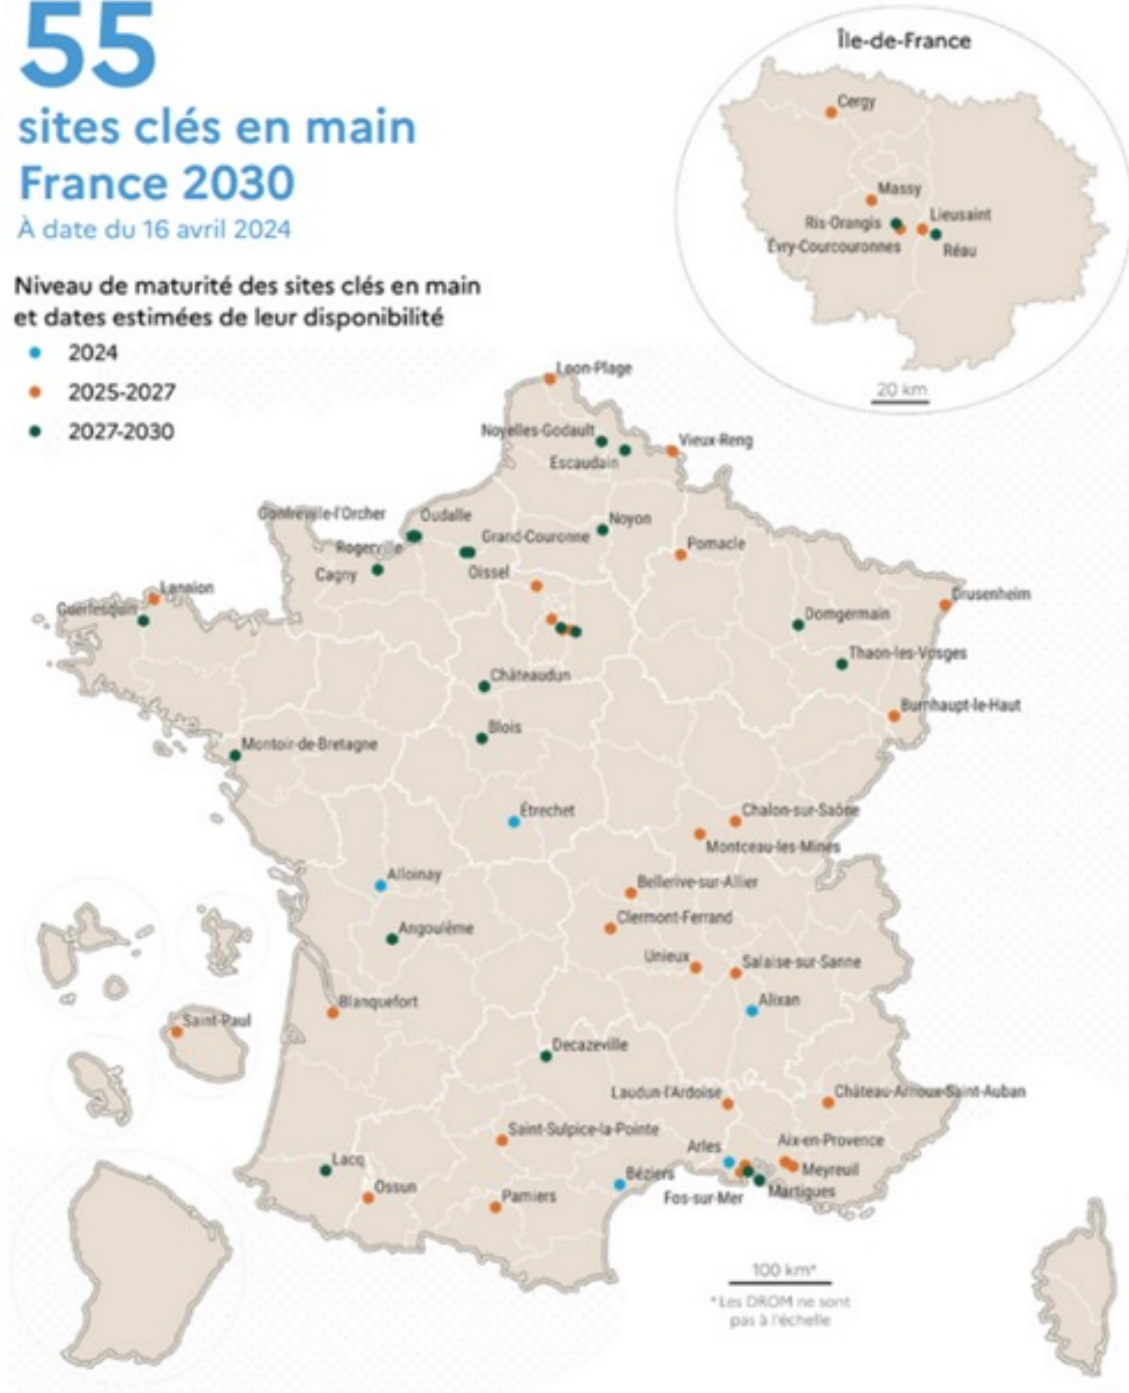 55
sites clés en main
France 2030
À date du 16 avril 2024
Niveau de maturité des sites clés en main
et dates estimées de leur disponibilité
2024
2025-2027
2027-2030
Île-de-France
Cergy
Massy
Ris-Orangis
Lieusaint
Évry-Courcouronnes
Réau
20 km
Loon-Plage
Noyelles-Godault
Vieux-Reng
Escaudain
Gonfreville-l'Orcher
Oudalle
Noyon
Grand-Couronne
Rogerville
Pomacle
Cagny
Oissel
Lannion
Guerlesquin
Drusenheim
Domgermain
Thaon-les-Vosges
Châteaudun
Burnhaupt-le-Haut
Blois
Montoir-de-Bretagne
Étrechet
Chalon-sur-Saône
Montceau-les-Mines
Alloinay
Bellerive-sur-Allier
Clermont-Ferrand
Angoulême
Unieux
Salaise-sur-Sanne
Blanquefort
Alixan
Saint-Paul
Decazeville
Laudun-l'Ardoise
Château-Arnoux-Saint-Auban
Saint-Sulpice-la-Pointe
Arles
Aix-en-Provence
Lacq
Béziers
Meyreuil
Ossun
Pamiers
Fos-sur-Mer
Martigues
100 km*
*Les DROM ne sont
pas à l'échelle